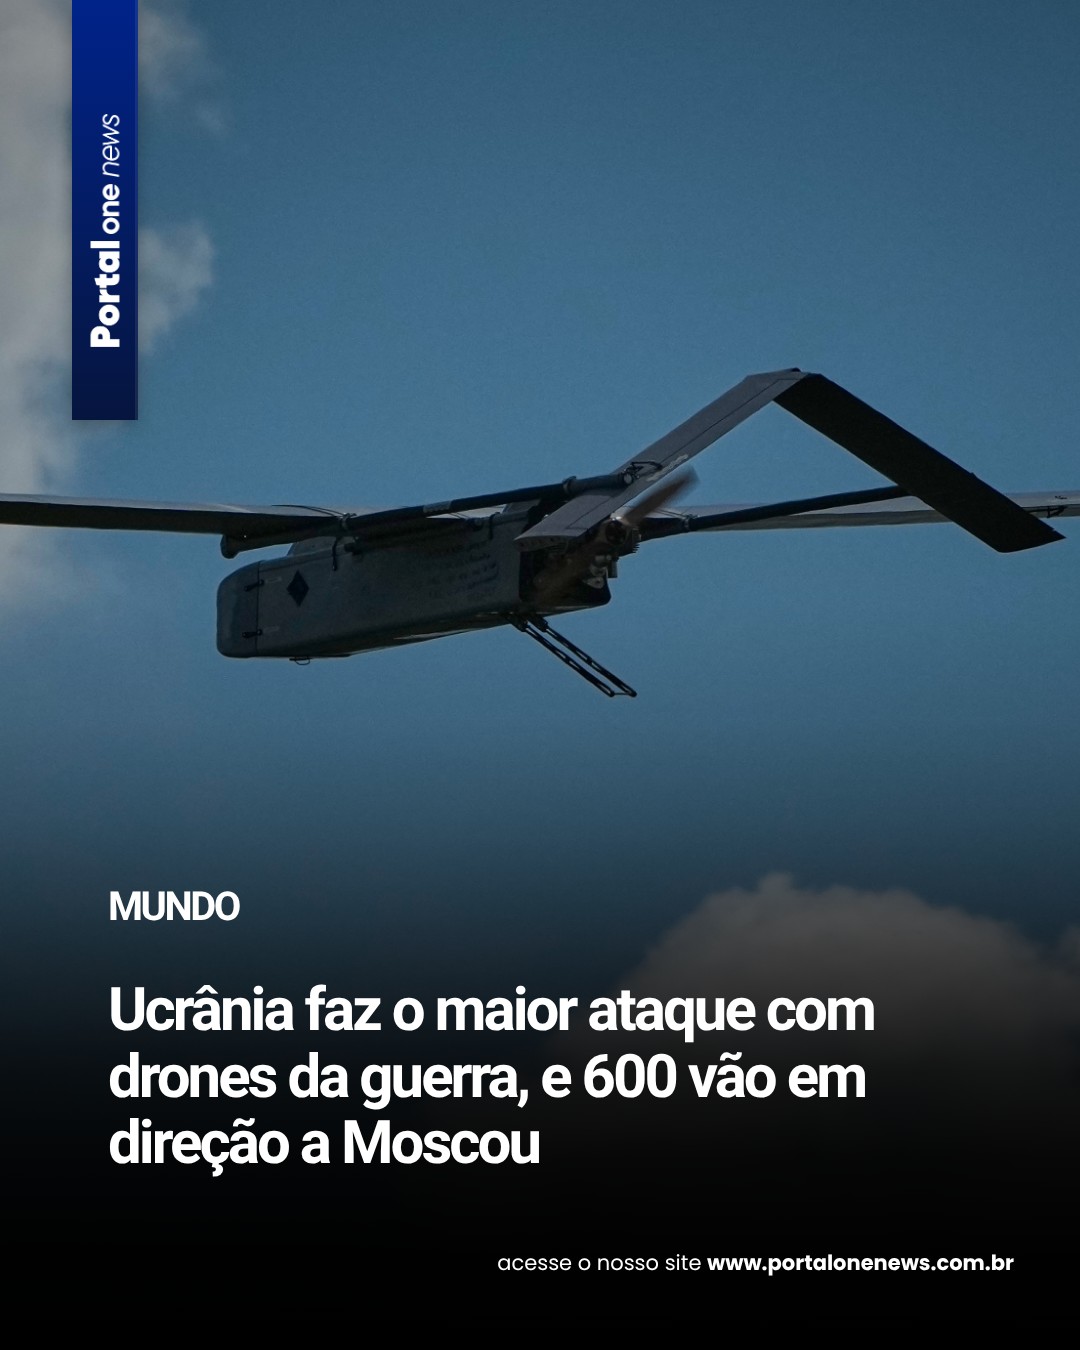 Portal one news
MUNDO
Ucrânia faz o maior ataque com
drones da guerra, e 600 vão em
direção a Moscou
acesse o nosso site www.portalonenews.com.br